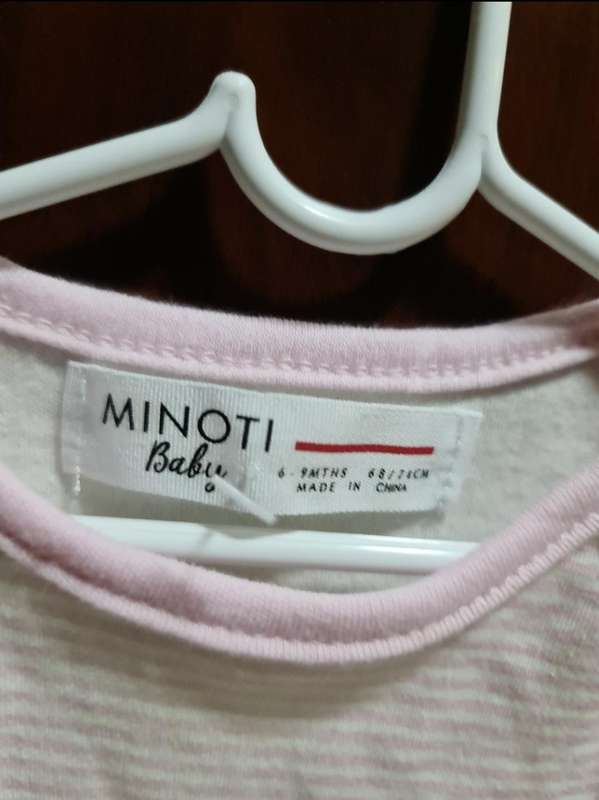 MINOTI
Baby
6 - 9MTHS 68/74CM
MADE IN CHINA